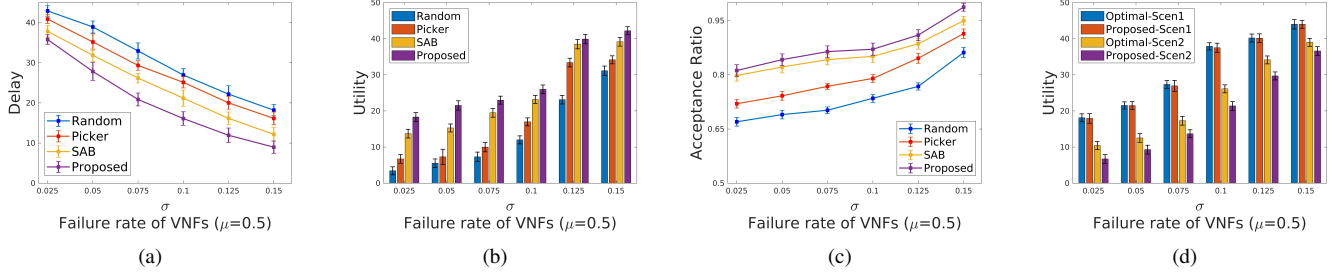 Delay
40
30
20
10
0
Random
Picker
SAB
Proposed
0.025 0.05 0.075 0.1 0.125 0.15
σ
Failure rate of VNFs (μ=0.5)
(a)
Utility
50
40
30
20
10
0
Random
Picker
SAB
Proposed
0.025 0.05 0.075 0.1 0.125 0.15
σ
Failure rate of VNFs (μ=0.5)
(b)
Acceptance Ratio
0.95
0.8
0.65
0.5
Random
Picker
SAB
Proposed
0.025 0.05 0.075 0.1 0.125 0.15
σ
Failure rate of VNFs (μ=0.5)
(c)
Utility
50
40
30
20
10
0
Optimal-Scen1
Proposed-Scen1
Optimal-Scen2
Proposed-Scen2
0.025 0.05 0.075 0.1 0.125 0.15
σ
Failure rate of VNFs (μ=0.5)
(d)